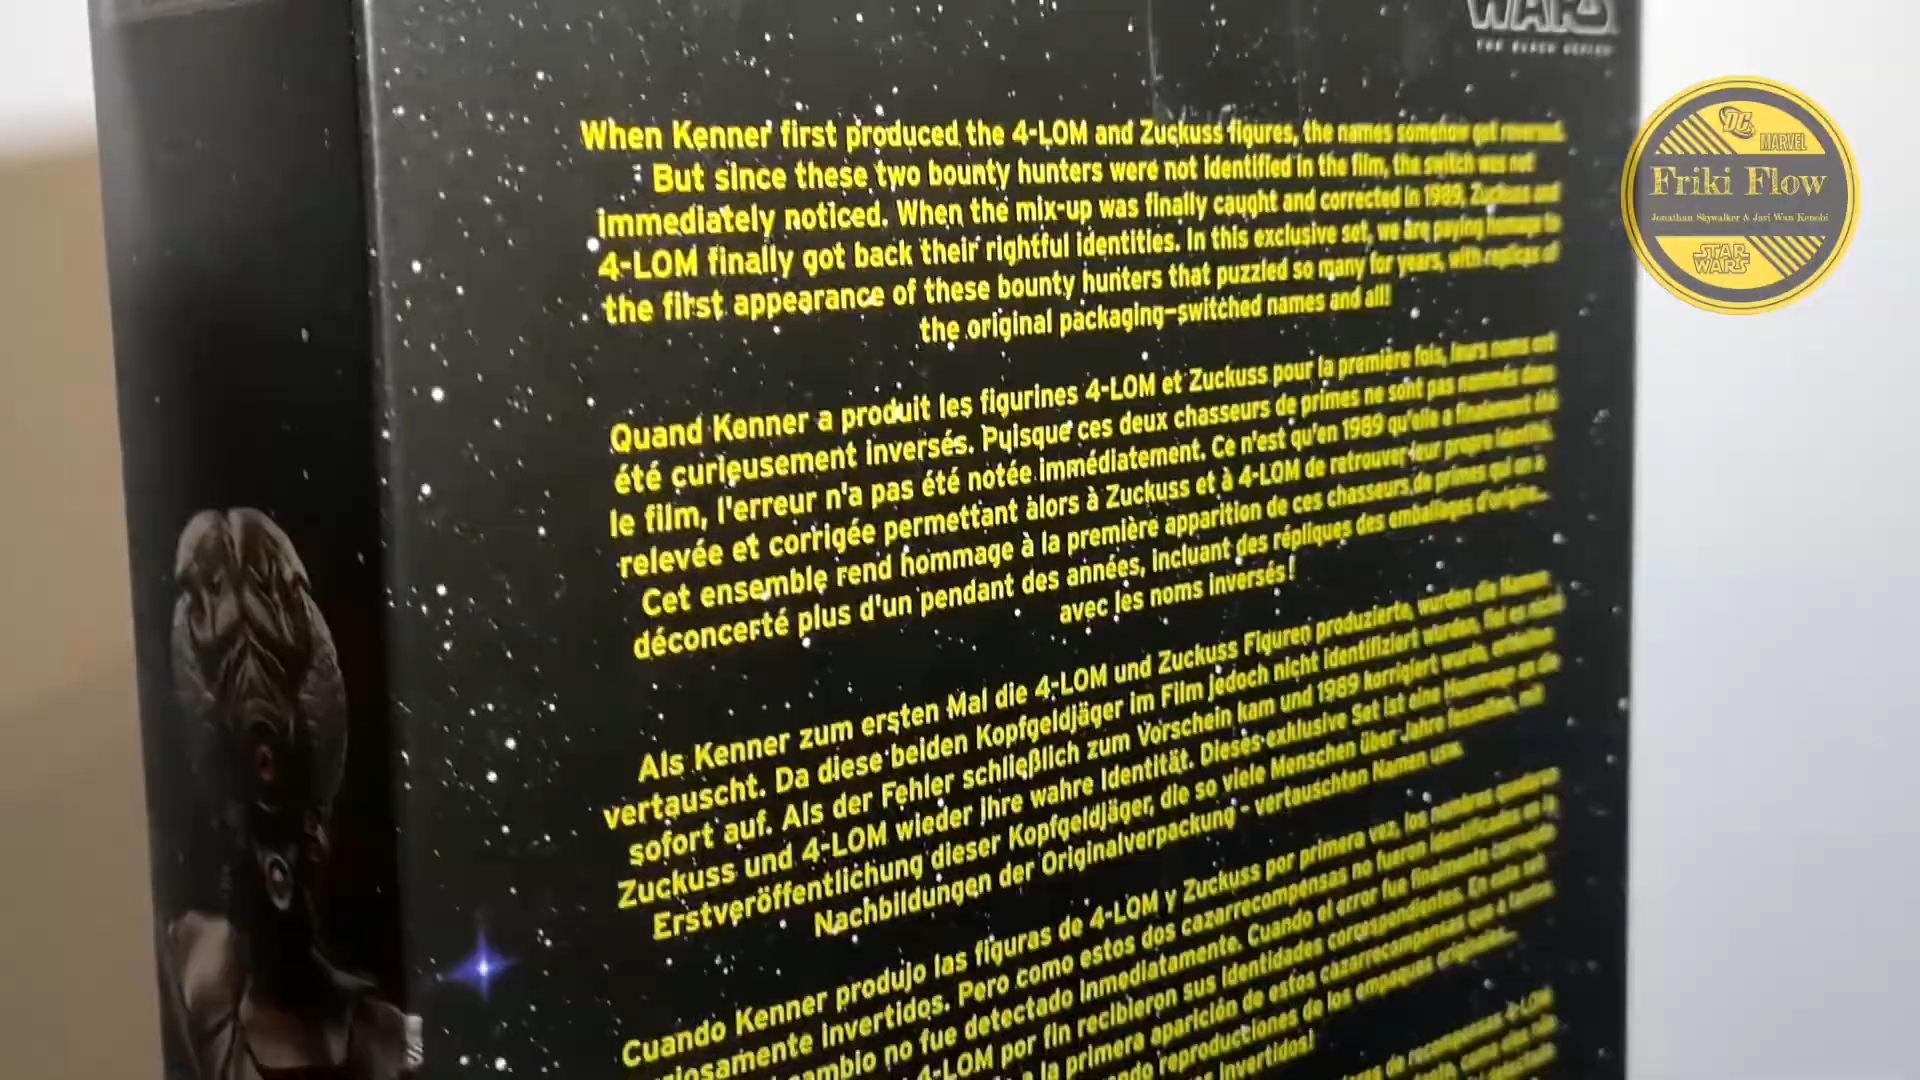 WARS
THE BLACK SERIES
When Kenner first produced the 4-LOM and Zuckuss figures, the names somehow got reversed.
But since these two bounty hunters were not identified in the film, the switch was not
immediately noticed. When the mix-up was finally caught and corrected in 1989, Zuckuss and
4-LOM finally got back their rightful identities. In this exclusive set, we are paying homage to
the first appearance of these bounty hunters that puzzled so many for years, with replicas of
the original packaging—switched names and all!
Quand Kenner a produit les figurines 4-LOM et Zuckuss pour la première fois, leurs noms ont
été curieusement inversés. Puisque ces deux chasseurs de primes ne sont pas nommés dans
le film, l'erreur n'a pas été notée immédiatement. Ce n'est qu'en 1989 qu'elle a finalement été
relevée et corrigée permettant alors à Zuckuss et à 4-LOM de retrouver leur propre identité.
Cet ensemble rend hommage à la première apparition de ces chasseurs de primes qui en a
déconcerté plus d'un pendant des années, incluant des répliques des emballages d'origine...
avec les noms inversés!
Als Kenner zum ersten Mal die 4-LOM und Zuckuss Figuren produzierte, wurden die Namen
vertauscht. Da diese beiden Kopfgeldjäger im Film jedoch nicht identifiziert wurden, fiel es nicht
sofort auf. Als der Fehler schließlich zum Vorschein kam und 1989 korrigiert wurde, erhielten
Zuckuss und 4-LOM wieder ihre wahre Identität. Dieses exklusive Set ist eine Hommage an die
Erstveröffentlichung dieser Kopfgeldjäger, die so viele Menschen über Jahre fesselten, mit
Nachbildungen der Originalverpackung - vertauschten Namen usw.
Cuando Kenner produjo las figuras de 4-LOM y Zuckuss por primera vez, los nombres quedaron
invertidos. Pero como estos dos cazarrecompensas no fueron identificados en la
cambio no fue detectado inmediatamente. Cuando el error fue finalmente corregido
4-LOM por fin recibieron sus identidades correspondientes. En este set
a la primera aparición de estos cazarrecompensas que a tantos
reproducciones de los empaques originales...
invertidos!
de recompensas 4-LOM
DC
MARVEL
Friki Flow
Jonathan Skywalker & Javi Wan Kenobi
STAR
WARS